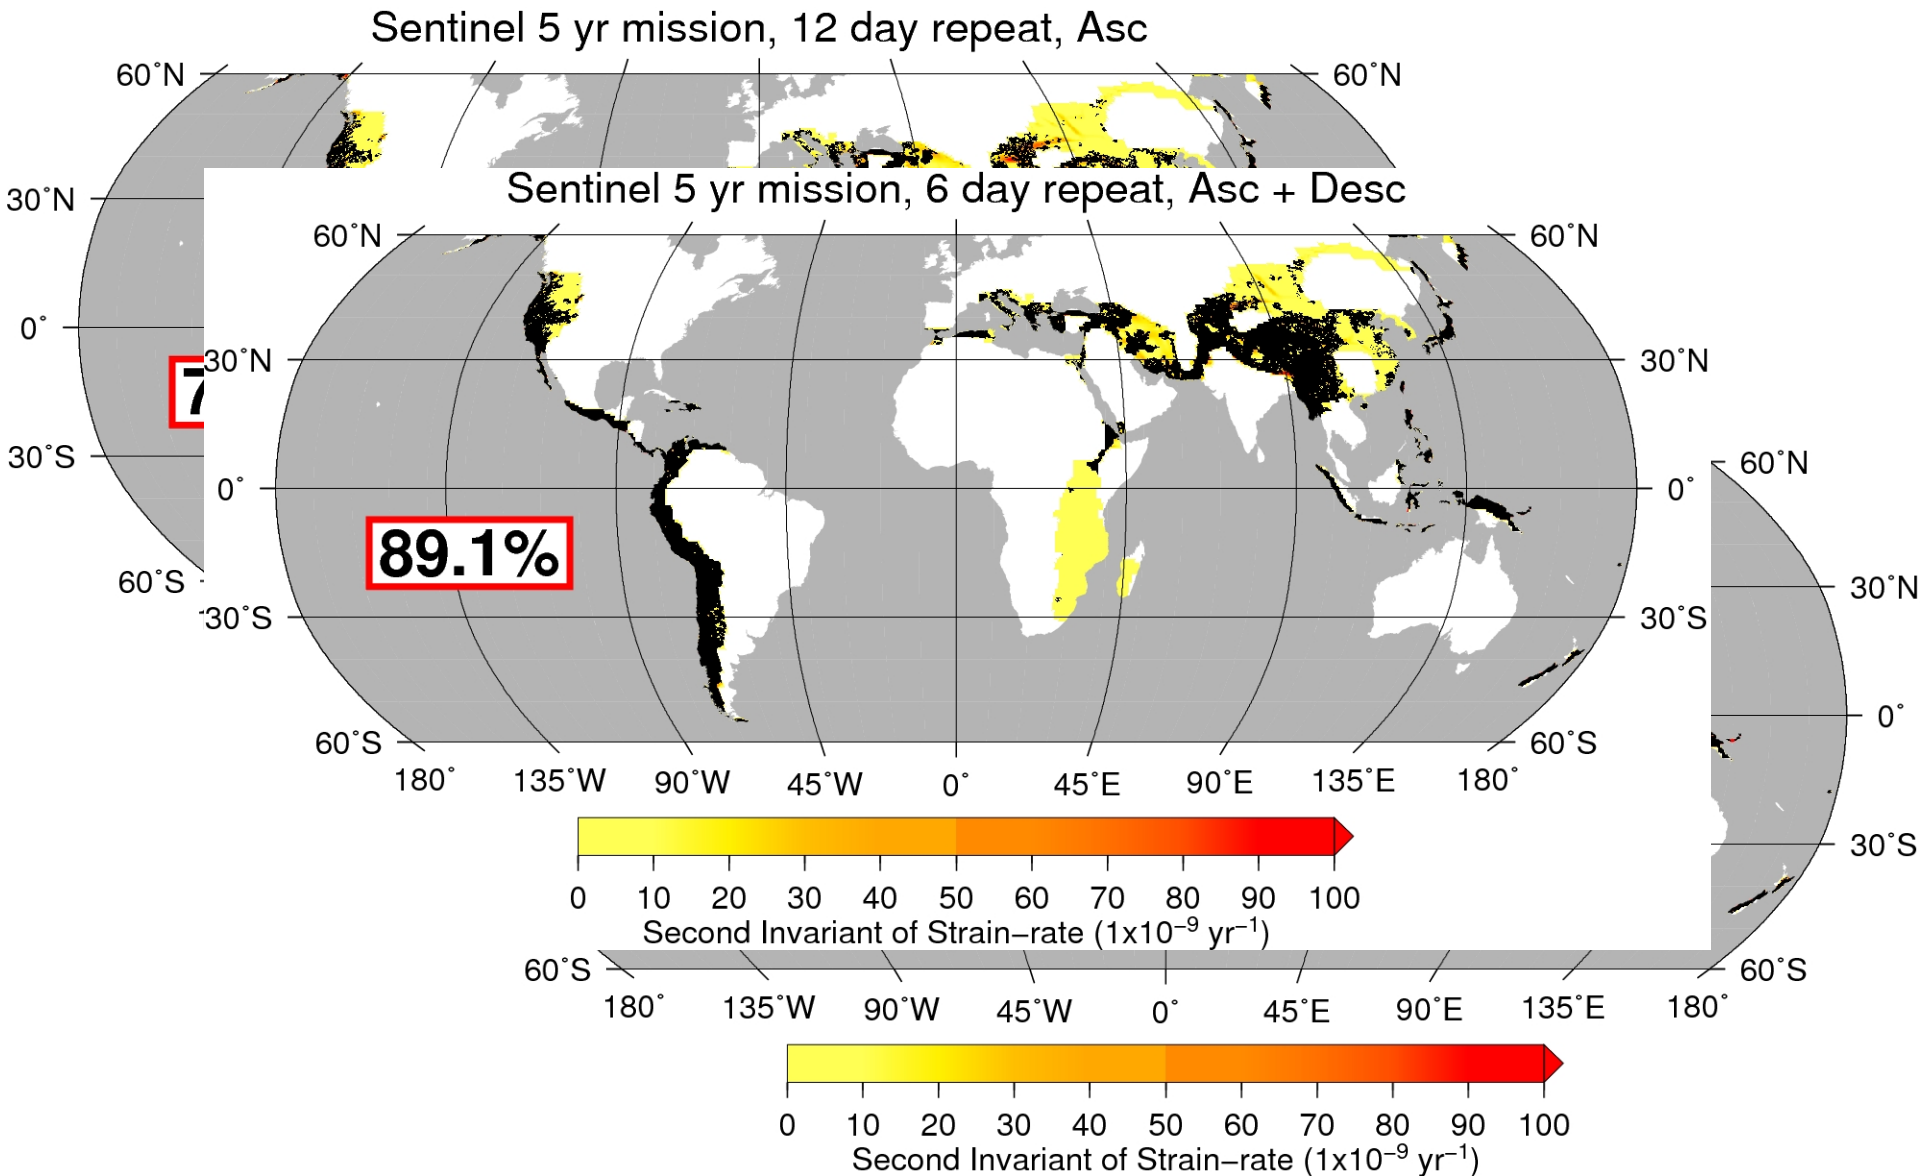 Sentinel 5 yr mission, 12 day repeat, Asc
60˚N 60˚N
30˚N
0˚
30˚S
60˚S
7
Sentinel 5 yr mission, 6 day repeat, Asc + Desc
60˚N 60˚N
30˚N 30˚N
0˚ 0˚
89.1%
30˚S 30˚S
60˚S 60˚S
180˚ 135˚W 90˚W 45˚W 0˚ 45˚E 90˚E 135˚E 180˚
0 10 20 30 40 50 60 70 80 90 100
Second Invariant of Strain−rate (1x10⁻⁹ yr⁻¹)
60˚N
30˚N
0˚
30˚S
60˚S 60˚S
180˚ 135˚W 90˚W 45˚W 0˚ 45˚E 90˚E 135˚E 180˚
0 10 20 30 40 50 60 70 80 90 100
Second Invariant of Strain−rate (1x10⁻⁹ yr⁻¹)